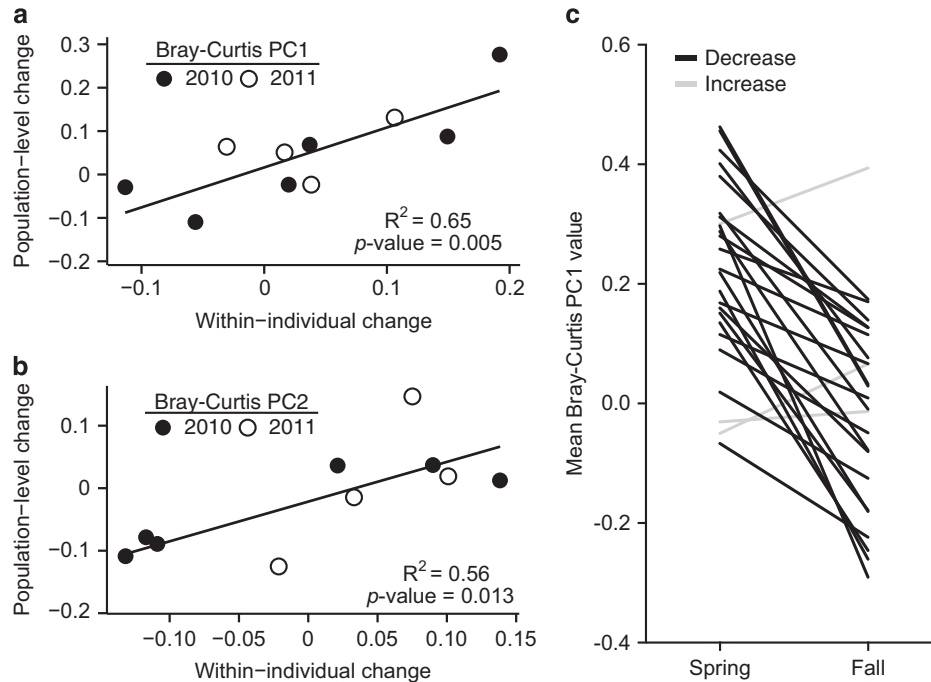 a
Population−level change
0.3
0.2
0.1
0
−0.1
−0.2
Bray-Curtis PC1
2010 2011
R² = 0.65
p-value = 0.005
−0.1 0 0.1 0.2
Within−individual change
b
Population−level change
0.1
0
−0.1
−0.2
Bray-Curtis PC2
2010 2011
R² = 0.56
p-value = 0.013
−0.10 −0.05 0 0.05 0.10 0.15
Within−individual change
c
Mean Bray-Curtis PC1 value
0.6
0.4
0.2
0.0
-0.2
-0.4
Decrease
Increase
Spring Fall